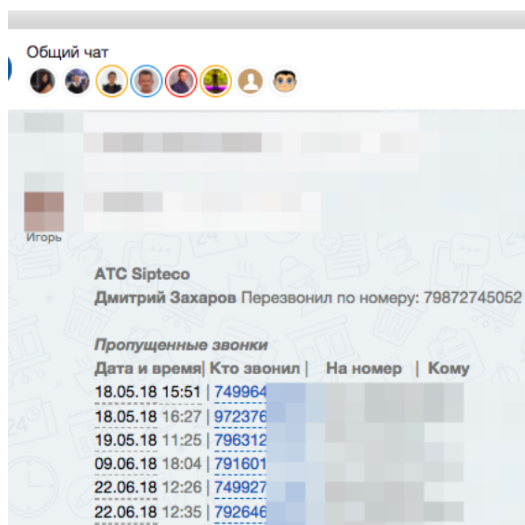 Общий чат
Игорь
АТС Sipteco
Дмитрий Захаров Перезвонил по номеру: 79872745052
Пропущенные звонки
Дата и время| Кто звонил | На номер | Кому
18.05.18 15:51 | 749964
18.05.18 16:27 | 972376
19.05.18 11:25 | 796312
09.06.18 18:04 | 791601
22.06.18 12:26 | 749927
22.06.18 12:35 | 792646